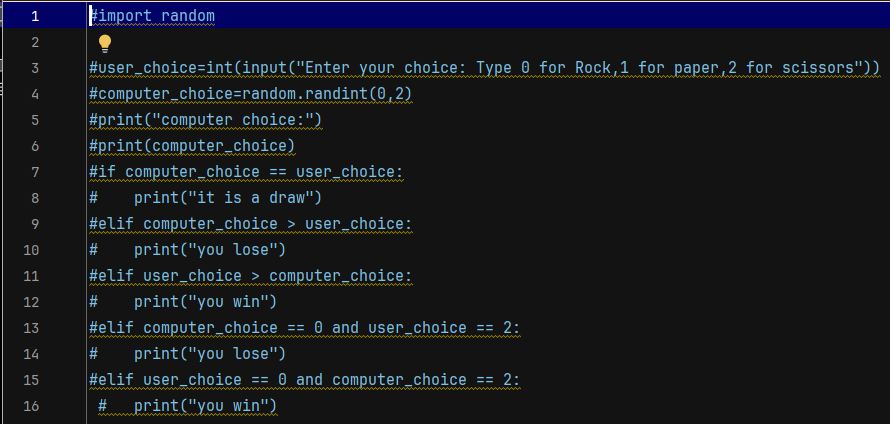 1 #import random
2
3 #user_choice=int(input("Enter your choice: Type 0 for Rock,1 for paper,2 for scissors"))
4 #computer_choice=random.randint(0,2)
5 #print("computer choice:")
6 #print(computer_choice)
7 #if computer_choice == user_choice:
8 #    print("it is a draw")
9 #elif computer_choice > user_choice:
10 #    print("you lose")
11 #elif user_choice > computer_choice:
12 #    print("you win")
13 #elif computer_choice == 0 and user_choice == 2:
14 #    print("you lose")
15 #elif user_choice == 0 and computer_choice == 2:
16  #   print("you win")